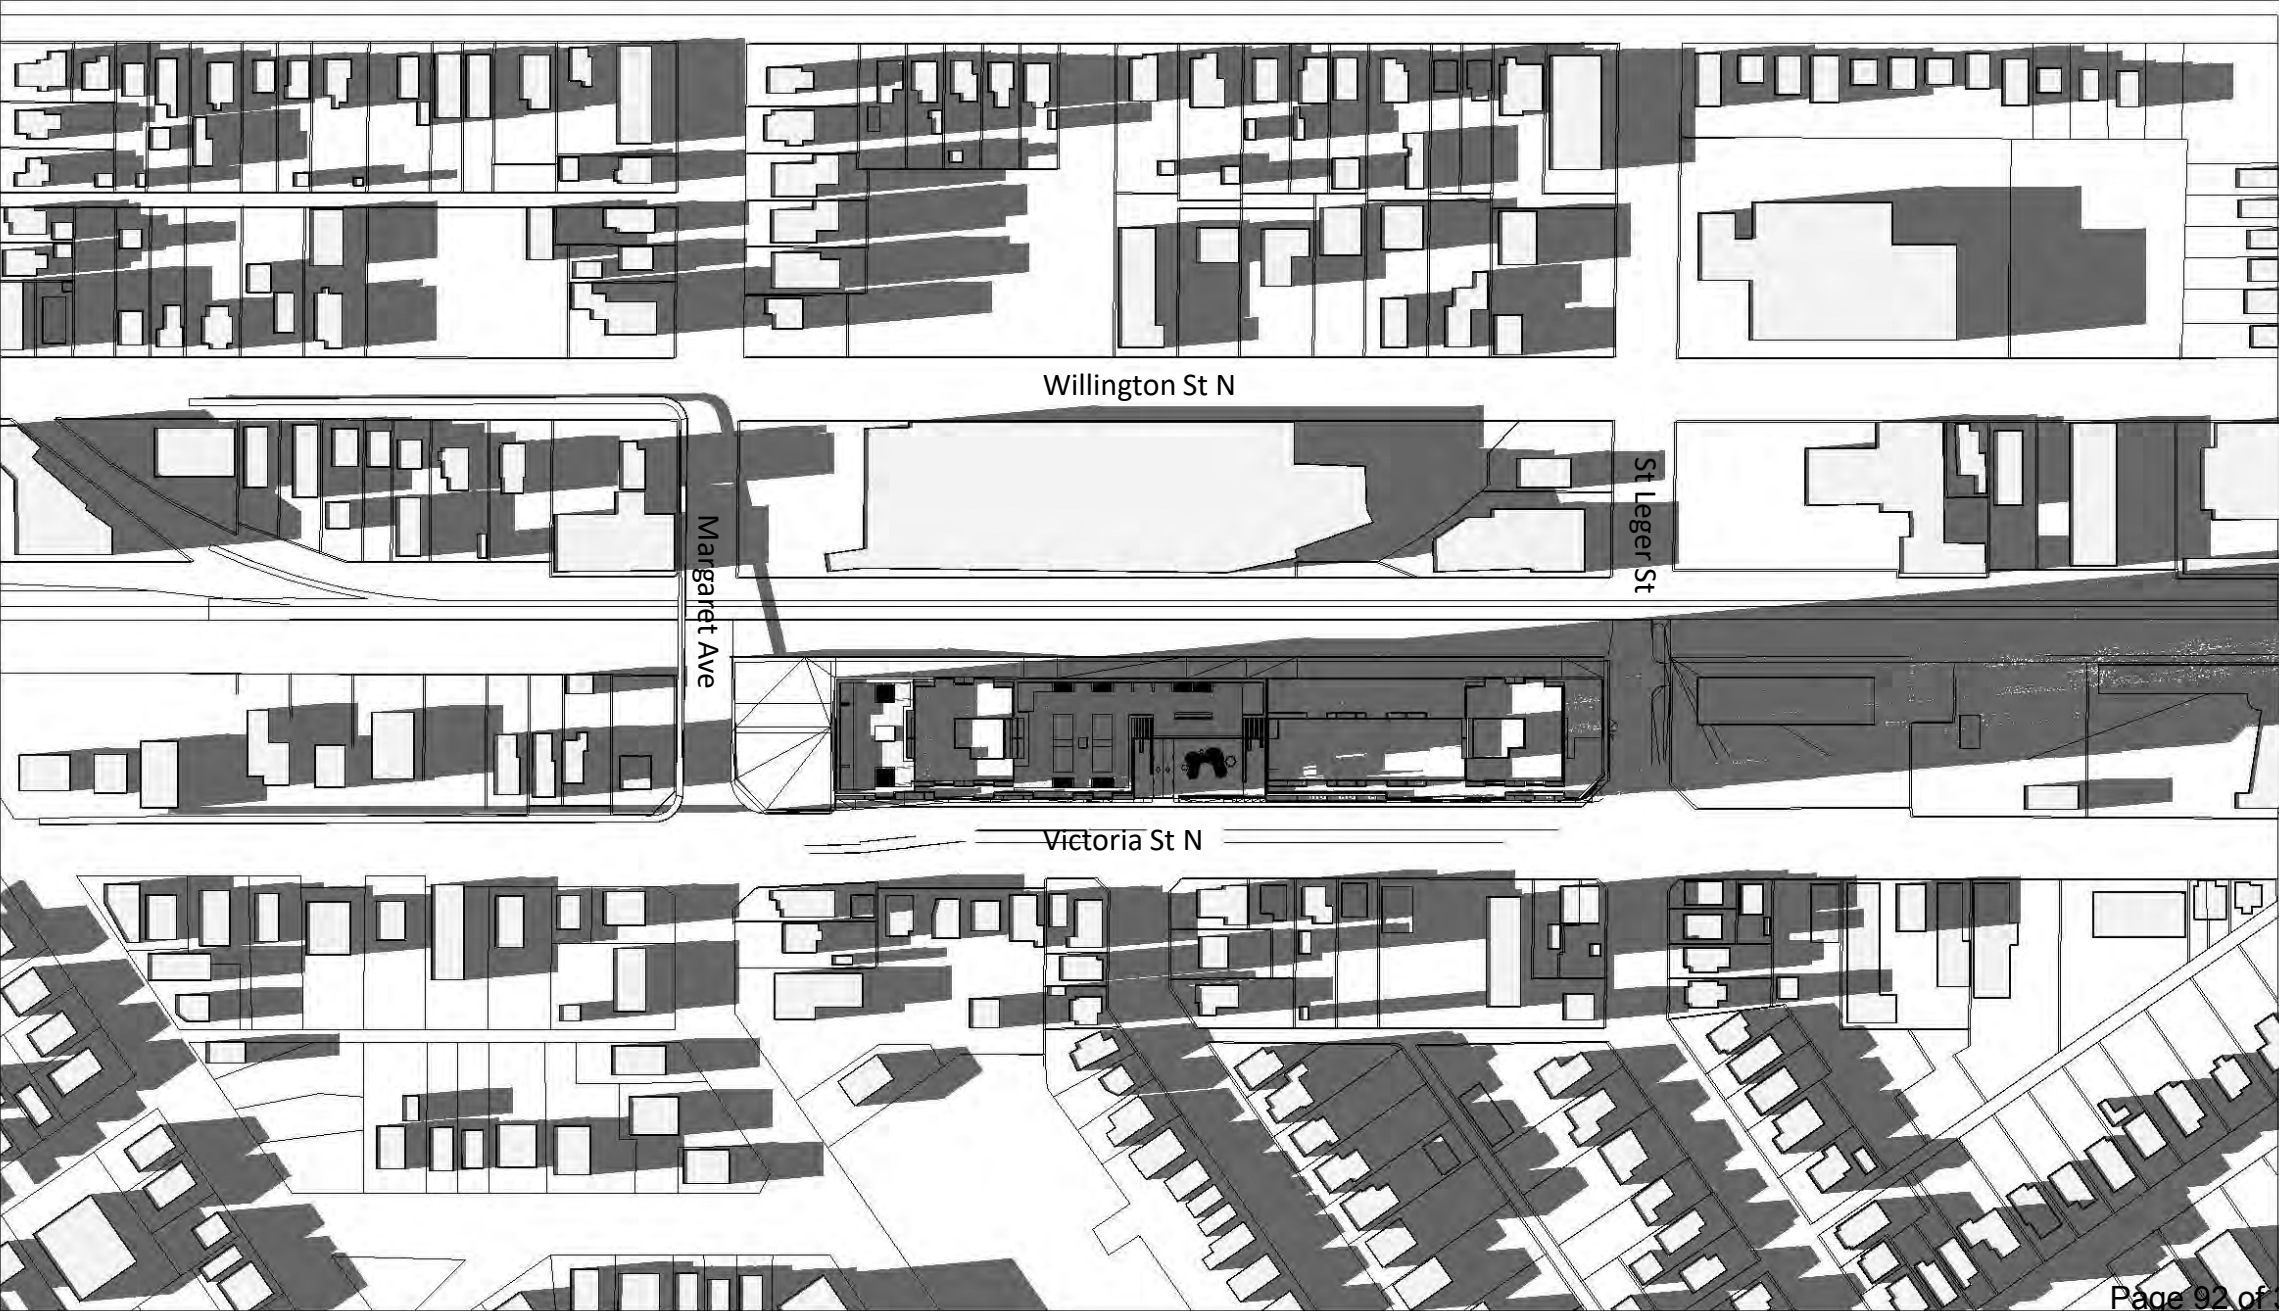 Willington St N
St Leger St
Margaret Ave
Victoria St N
Page 92 of